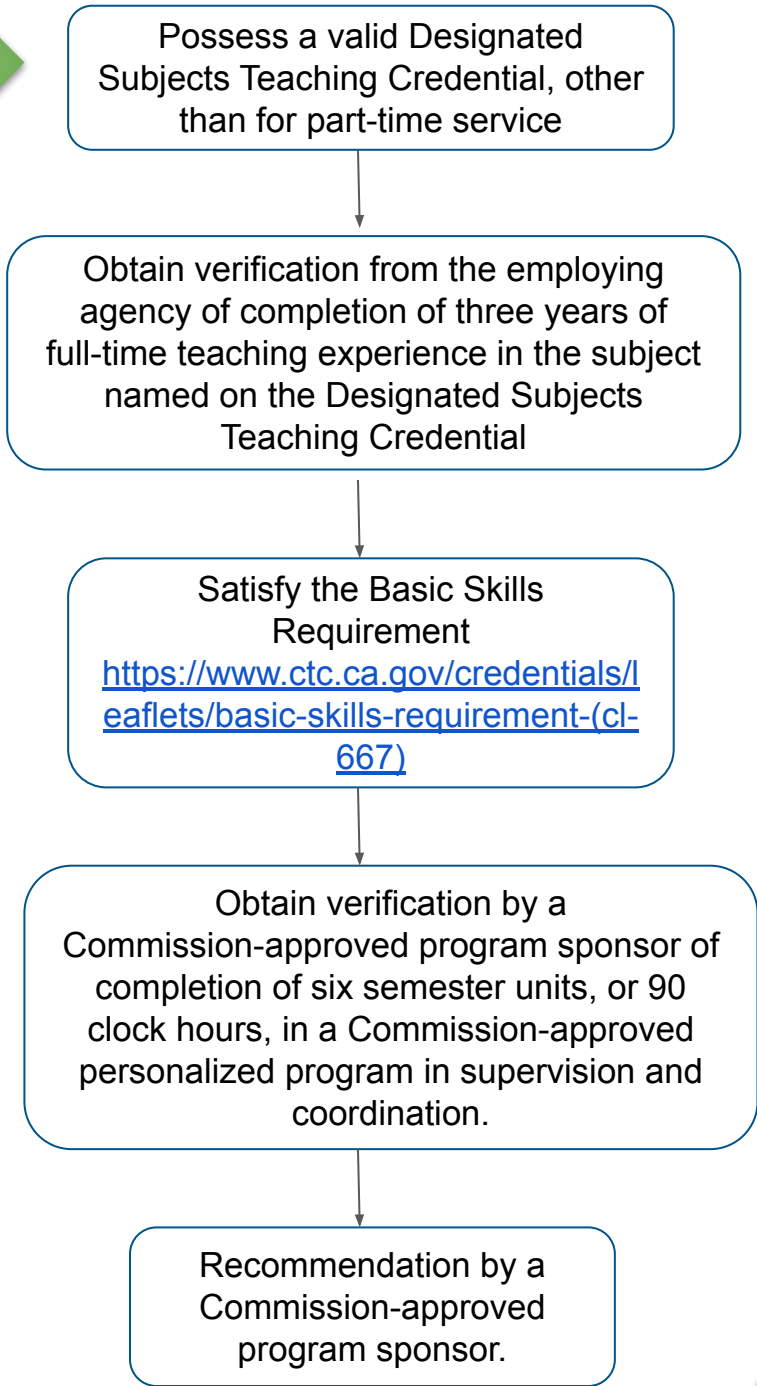 Possess a valid Designated
Subjects Teaching Credential, other
than for part-time service
Obtain verification from the employing
agency of completion of three years of
full-time teaching experience in the subject
named on the Designated Subjects
Teaching Credential
Satisfy the Basic Skills
Requirement
https://www.ctc.ca.gov/credentials/l
eaflets/basic-skills-requirement-(cl-
667)
Obtain verification by a
Commission-approved program sponsor of
completion of six semester units, or 90
clock hours, in a Commission-approved
personalized program in supervision and
coordination.
Recommendation by a
Commission-approved
program sponsor.